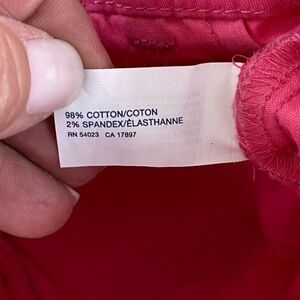 98% COTTON/COTON
2% SPANDEX/ÉLASTHANNE
RN 54023 CA 17897